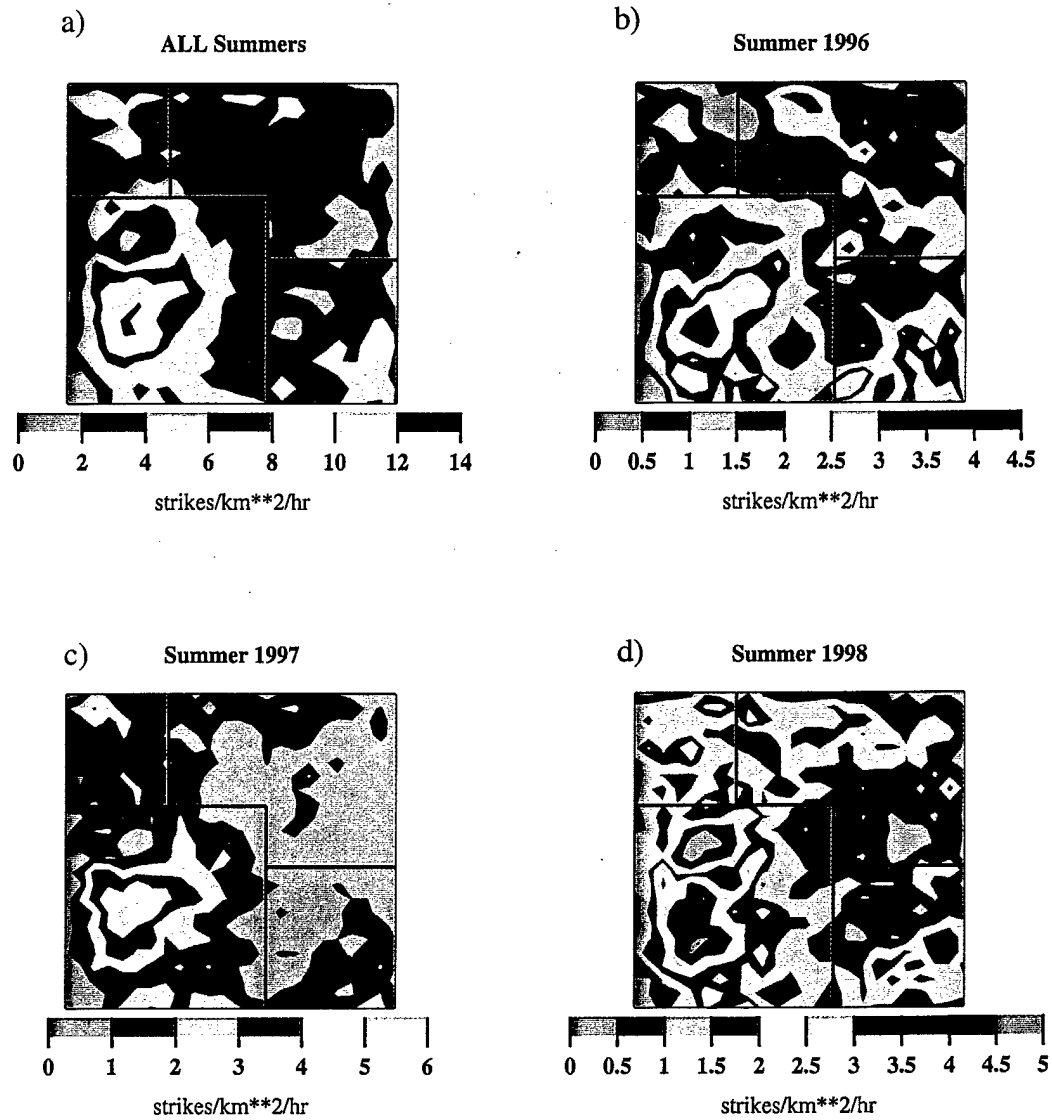 a)
ALL Summers
0 2 4 6 8 10 12 14
strikes/km**2/hr
b)
Summer 1996
0 0.5 1 1.5 2 2.5 3 3.5 4 4.5
strikes/km**2/hr
c)
Summer 1997
0 1 2 3 4 5 6
strikes/km**2/hr
d)
Summer 1998
0 0.5 1 1.5 2 2.5 3 3.5 4 4.5 5
strikes/km**2/hr